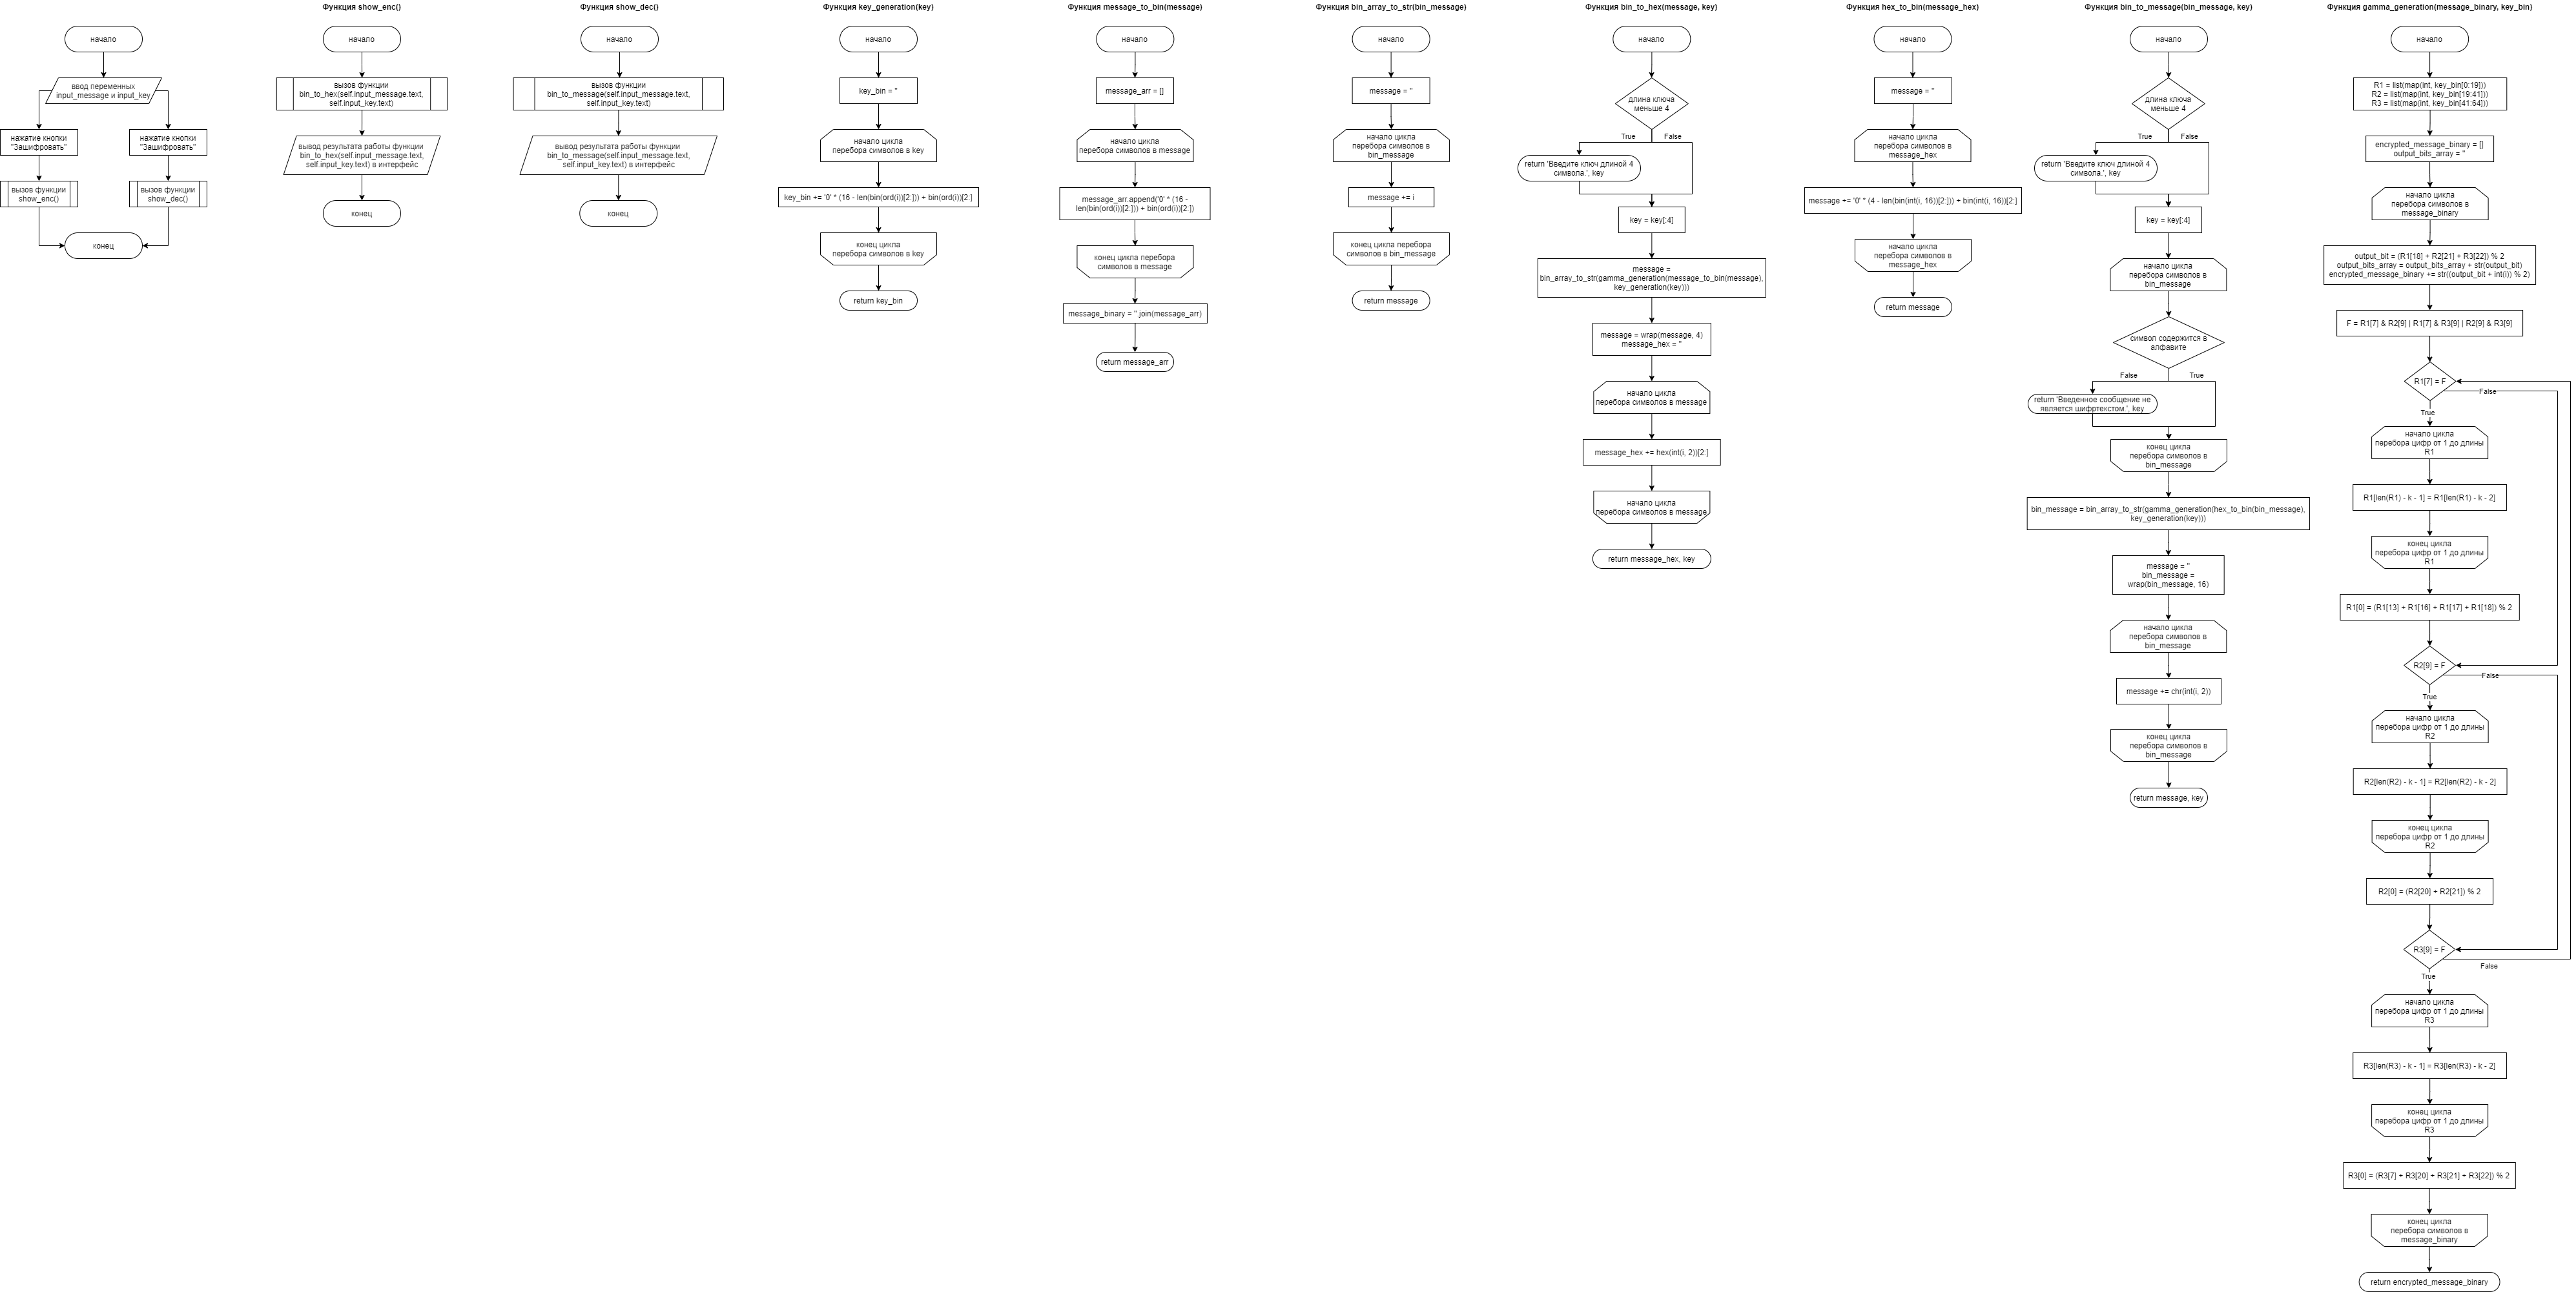 начало
ввод переменных
input_message и input_key
нажатие кнопки
"Зашифровать"
нажатие кнопки
"Зашифровать"
вызов функции
show_enc()
вызов функции
show_dec()
конец
Функция show_enc()
начало
вызов функции
bin_to_hex(self.input_message.text,
self.input_key.text)
вывод результата работы функции
bin_to_hex(self.input_message.text,
self.input_key.text) в интерфейс
конец
Функция show_dec()
начало
вызов функции
bin_to_message(self.input_message.text,
self.input_key.text)
вывод результата работы функции
bin_to_message(self.input_message.text,
self.input_key.text) в интерфейс
конец
Функция key_generation(key)
начало
key_bin = ''
начало цикла
перебора символов в key
key_bin += '0' * (16 - len(bin(ord(i))[2:])) + bin(ord(i))[2:]
конец цикла
перебора символов в key
return key_bin
Функция message_to_bin(message)
начало
message_arr = []
начало цикла
перебора символов в message
message_arr.append('0' * (16 -
len(bin(ord(i))[2:])) + bin(ord(i))[2:])
конец цикла перебора
символов в message
message_binary = ''.join(message_arr)
return message_arr
Функция bin_array_to_str(bin_message)
начало
message = ''
начало цикла
перебора символов в
bin_message
message += i
конец цикла перебора
символов в bin_message
return message
Функция bin_to_hex(message, key)
начало
длина ключа
меньше 4
True
False
return 'Введите ключ длиной 4
символа.', key
key = key[:4]
message =
bin_array_to_str(gamma_generation(message_to_bin(message),
key_generation(key)))
message = wrap(message, 4)
message_hex = ''
начало цикла
перебора символов в message
message_hex += hex(int(i, 2))[2:]
начало цикла
перебора символов в message
return message_hex, key
Функция hex_to_bin(message_hex)
начало
message = ''
начало цикла
перебора символов в
message_hex
message += '0' * (4 - len(bin(int(i, 16))[2:])) + bin(int(i, 16))[2:]
начало цикла
перебора символов в
message_hex
return message
Функция bin_to_message(bin_message, key)
начало
длина ключа
меньше 4
True
False
return 'Введите ключ длиной 4
символа.', key
key = key[:4]
начало цикла
перебора символов в
bin_message
символ содержится в
алфавите
False
True
return 'Введенное сообщение не
является шифртекстом.', key
конец цикла
перебора символов в
bin_message
bin_message = bin_array_to_str(gamma_generation(hex_to_bin(bin_message),
key_generation(key)))
message = ''
bin_message =
wrap(bin_message, 16)
начало цикла
перебора символов в
bin_message
message += chr(int(i, 2))
конец цикла
перебора символов в
bin_message
return message, key
Функция gamma_generation(message_binary, key_bin)
начало
R1 = list(map(int, key_bin[0:19]))
R2 = list(map(int, key_bin[19:41]))
R3 = list(map(int, key_bin[41:64]))
encrypted_message_binary = []
output_bits_array = ''
начало цикла
перебора символов в
message_binary
output_bit = (R1[18] + R2[21] + R3[22]) % 2
output_bits_array = output_bits_array + str(output_bit)
encrypted_message_binary += str((output_bit + int(i)) % 2)
F = R1[7] & R2[9] | R1[7] & R3[9] | R2[9] & R3[9]
R1[7] = F
False
True
начало цикла
перебора цифр от 1 до длины
R1
R1[len(R1) - k - 1] = R1[len(R1) - k - 2]
конец цикла
перебора цифр от 1 до длины
R1
R1[0] = (R1[13] + R1[16] + R1[17] + R1[18]) % 2
R2[9] = F
False
True
начало цикла
перебора цифр от 1 до длины
R2
R2[len(R2) - k - 1] = R2[len(R2) - k - 2]
конец цикла
перебора цифр от 1 до длины
R2
R2[0] = (R2[20] + R2[21]) % 2
R3[9] = F
False
True
начало цикла
перебора цифр от 1 до длины
R3
R3[len(R3) - k - 1] = R3[len(R3) - k - 2]
конец цикла
перебора цифр от 1 до длины
R3
R3[0] = (R3[7] + R3[20] + R3[21] + R3[22]) % 2
конец цикла
перебора символов в
message_binary
return encrypted_message_binary